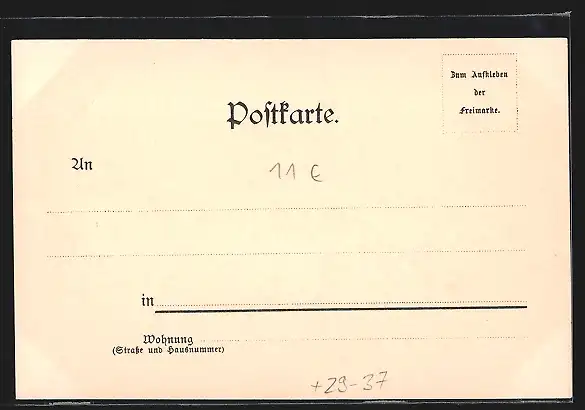 Zum Aufkleben
der
Freimarke.
Postkarte.
An
11 €
in
Wohnung
(Straße und Hausnummer)
+29-37